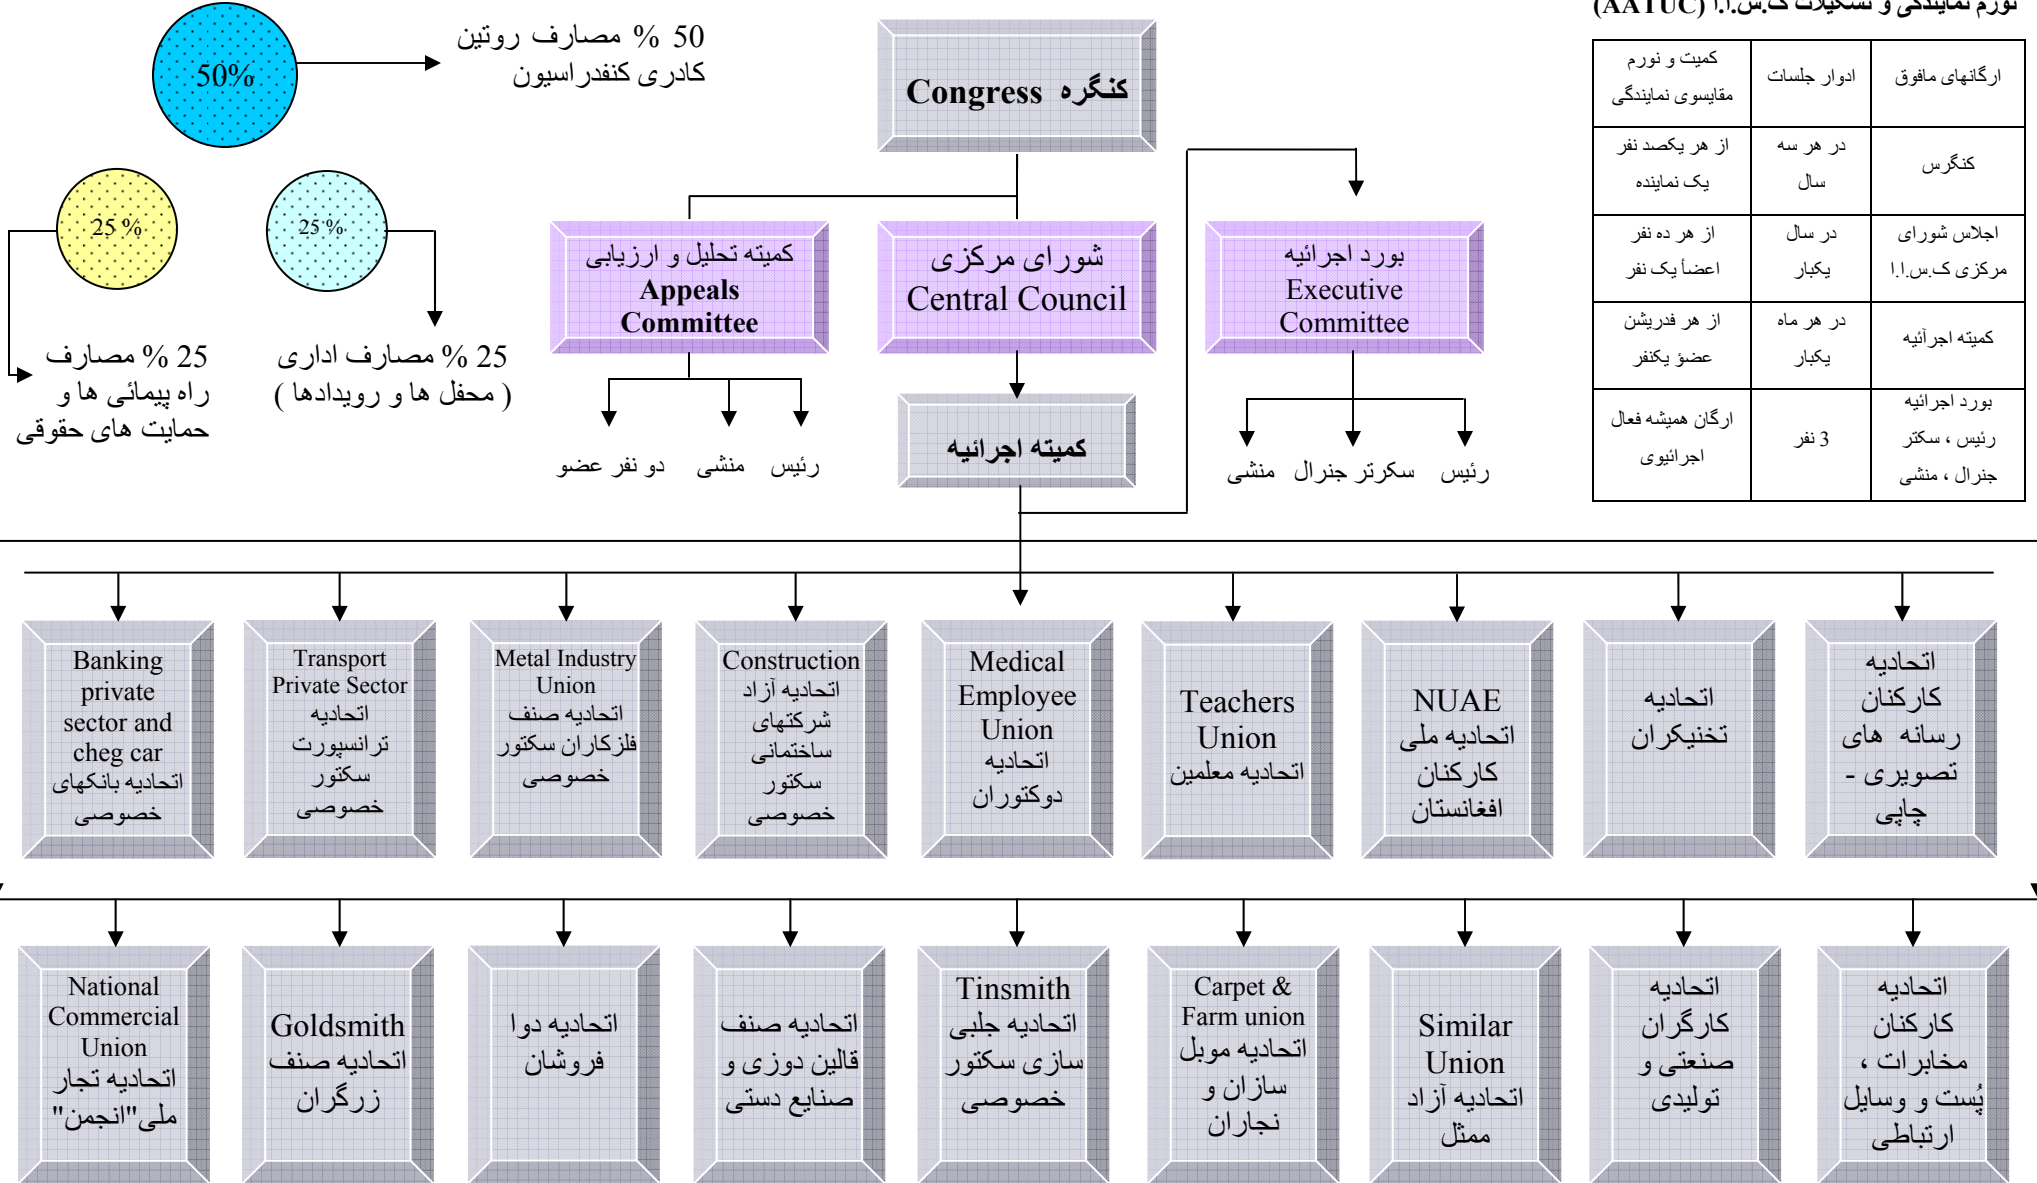 نورم نمایندگی و تشکیلات ک.س.ا.ا (AATUC)
50%
50 % مصارف روتین
کادری کنفدراسیون
25 %
25 %
25 % مصارف
راه پیمائی ها و
حمایت های حقوقی
25 % مصارف اداری
( محفل ها و رویدادها )
کنگره Congress
کمیته تحلیل و ارزیابی
Appeals
Committee
شورای مرکزی
Central Council
بورد اجرائیه
Executive
Committee
رئیس منشی دو نفر عضو
کمیته اجرائیه
رئیس سکرتر جنرال منشی
ارگانهای مافوق
ادوار جلسات
کمیت و نورم
مقایسوی نمایندگی
کنگرس
در هر سه
سال
از هر یکصد نفر
یک نماینده
اجلاس شورای
مرکزی ک.س.ا.ا
در سال
یکبار
از هر ده نفر
اعضأ یک نفر
کمیته اجرآئیه
در هر ماه
یکبار
از هر فدریشن
عضؤ یکنفر
بورد اجرائیه
رئیس ، سکتر
جنرال ، منشی
3 نفر
ارگان همیشه فعال
اجرائیوی
Banking
private
sector and
cheg car
اتحادیه بانکهای
خصوصی
Transport
Private Sector
اتحادیه
ترانسپورت
سکتور
خصوصی
Metal Industry
Union
اتحادیه صنف
فلزکاران سکتور
خصوصی
Construction
اتحادیه آزاد
شرکتهای
ساختمانی
سکتور
خصوصی
Medical
Employee
Union
اتحادیه
دوکتوران
Teachers
Union
اتحادیه معلمین
NUAE
اتحادیه ملی
کارکنان
افغانستان
اتحادیه
تخنیکران
اتحادیه
کارکنان
رسانه های
تصویری -
چاپی
National
Commercial
Union
اتحادیه تجار
ملی"انجمن"
Goldsmith
اتحادیه صنف
زرگران
اتحادیه دوا
فروشان
اتحادیه صنف
قالین دوزی و
صنایع دستی
Tinsmith
اتحادیه جلبی
سازی سکتور
خصوصی
Carpet &
Farm union
اتحادیه موبل
سازان و
نجاران
Similar
Union
اتحادیه آزاد
ممثل
اتحادیه
کارگران
صنعتی و
تولیدی
اتحادیه
کارکنان
مخابرات ،
پُست و وسایل
ارتباطی